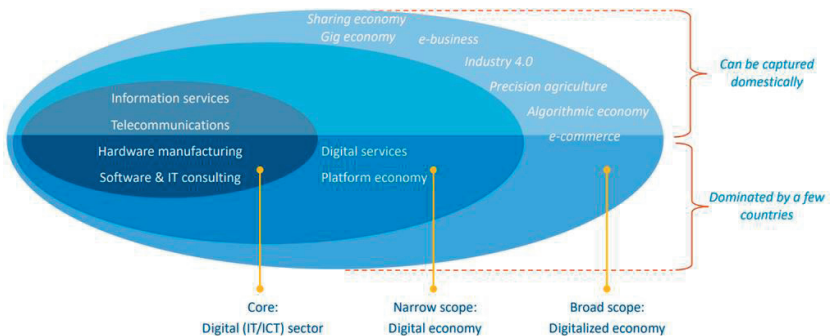 Sharing economy
Gig economy
e-business
Industry 4.0
Precision agriculture
Algorithmic economy
e-commerce
Can be captured
domestically
Information services
Telecommunications
Hardware manufacturing
Software & IT consulting
Digital services
Platform economy
Dominated by a few
countries
Core:
Digital (IT/ICT) sector
Narrow scope:
Digital economy
Broad scope:
Digitalized economy